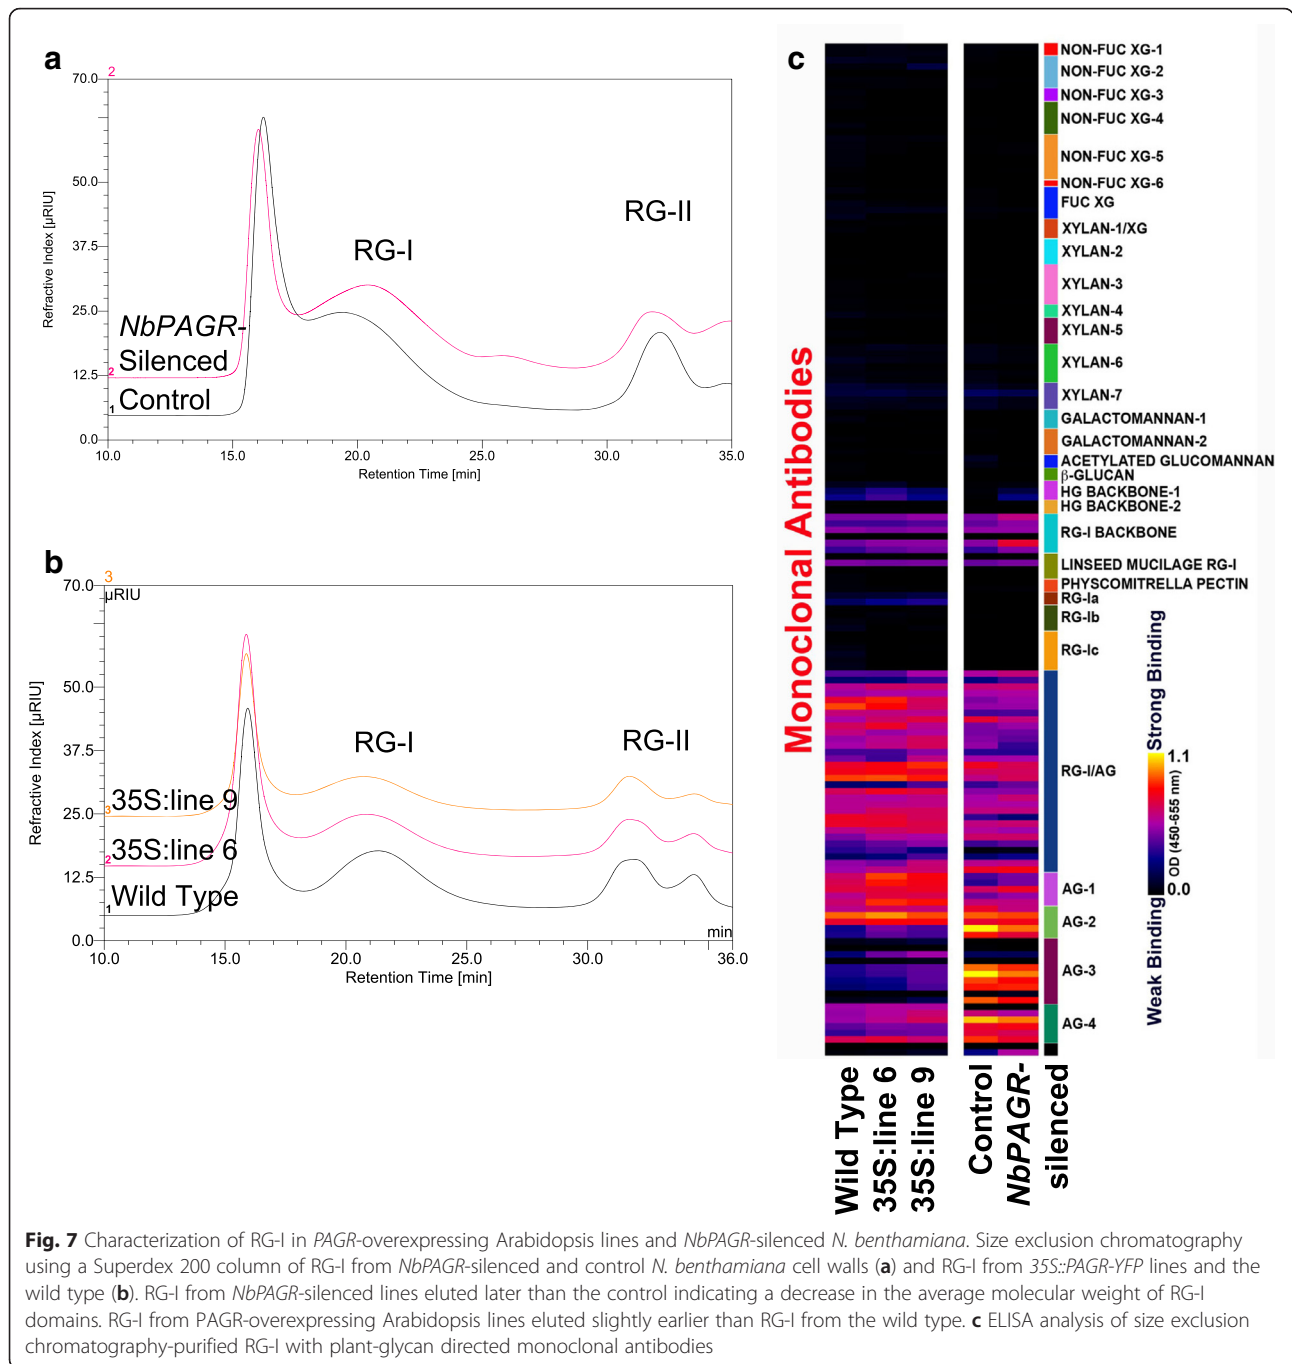 a
2
70.0
50.0
37.5
25.0
12.5
0.0
Refractive Index [µRIU]
RG-I
RG-II
NbPAGR-
Silenced
2
Control
1
10.0 15.0 20.0 25.0 30.0 35.0
Retention Time [min]
b
3
70.0
µRIU
50.0
37.5
25.0
12.5
0.0
Refractive Index [µRIU]
RG-I
RG-II
35S:line 9
3
35S:line 6
2
Wild Type
1
min
10.0 15.0 20.0 25.0 30.0 36.0
Retention Time [min]
c
Monoclonal Antibodies
NON-FUC XG-1
NON-FUC XG-2
NON-FUC XG-3
NON-FUC XG-4
NON-FUC XG-5
NON-FUC XG-6
FUC XG
XYLAN-1/XG
XYLAN-2
XYLAN-3
XYLAN-4
XYLAN-5
XYLAN-6
XYLAN-7
GALACTOMANNAN-1
GALACTOMANNAN-2
ACETYLATED GLUCOMANNAN
β-GLUCAN
HG BACKBONE-1
HG BACKBONE-2
RG-I BACKBONE
LINSEED MUCILAGE RG-I
PHYSCOMITRELLA PECTIN
RG-Ia
RG-Ib
RG-Ic
RG-I/AG
AG-1
AG-2
AG-3
AG-4
Weak Binding Strong Binding
1.1
OD (450-655 nm)
0.0
Wild Type
35S:line 6
35S:line 9
Control
NbPAGR-
silenced
Fig. 7 Characterization of RG-I in PAGR-overexpressing Arabidopsis lines and NbPAGR-silenced N. benthamiana. Size exclusion chromatography
using a Superdex 200 column of RG-I from NbPAGR-silenced and control N. benthamiana cell walls (a) and RG-I from 35S::PAGR-YFP lines and the
wild type (b). RG-I from NbPAGR-silenced lines eluted later than the control indicating a decrease in the average molecular weight of RG-I
domains. RG-I from PAGR-overexpressing Arabidopsis lines eluted slightly earlier than RG-I from the wild type. c ELISA analysis of size exclusion
chromatography-purified RG-I with plant-glycan directed monoclonal antibodies